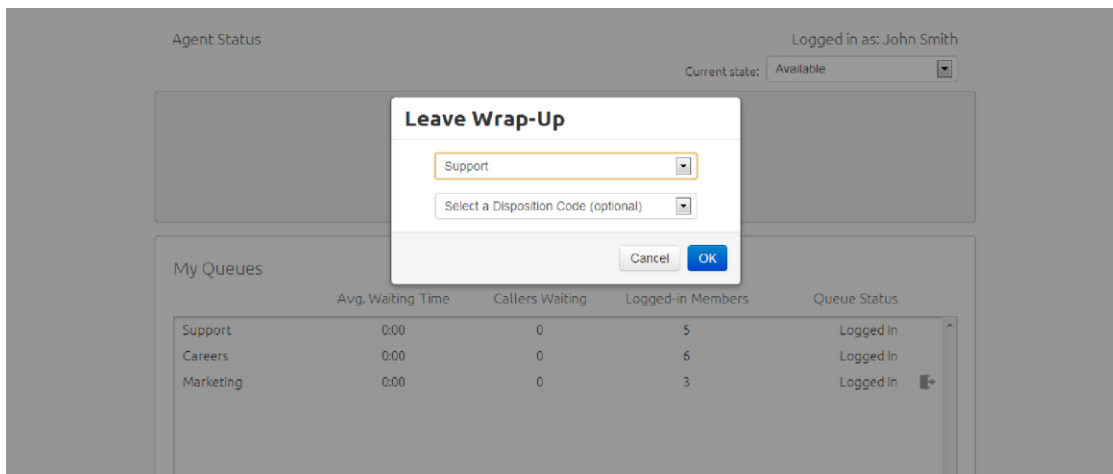 Agent Status
Logged in as: John Smith
Current state: Available
Leave Wrap-Up
Support
Select a Disposition Code (optional)
Cancel OK
My Queues
Avg. Waiting Time Callers Waiting Logged-in Members Queue Status
Support 0:00 0 5 Logged In
Careers 0:00 0 6 Logged In
Marketing 0:00 0 3 Logged In